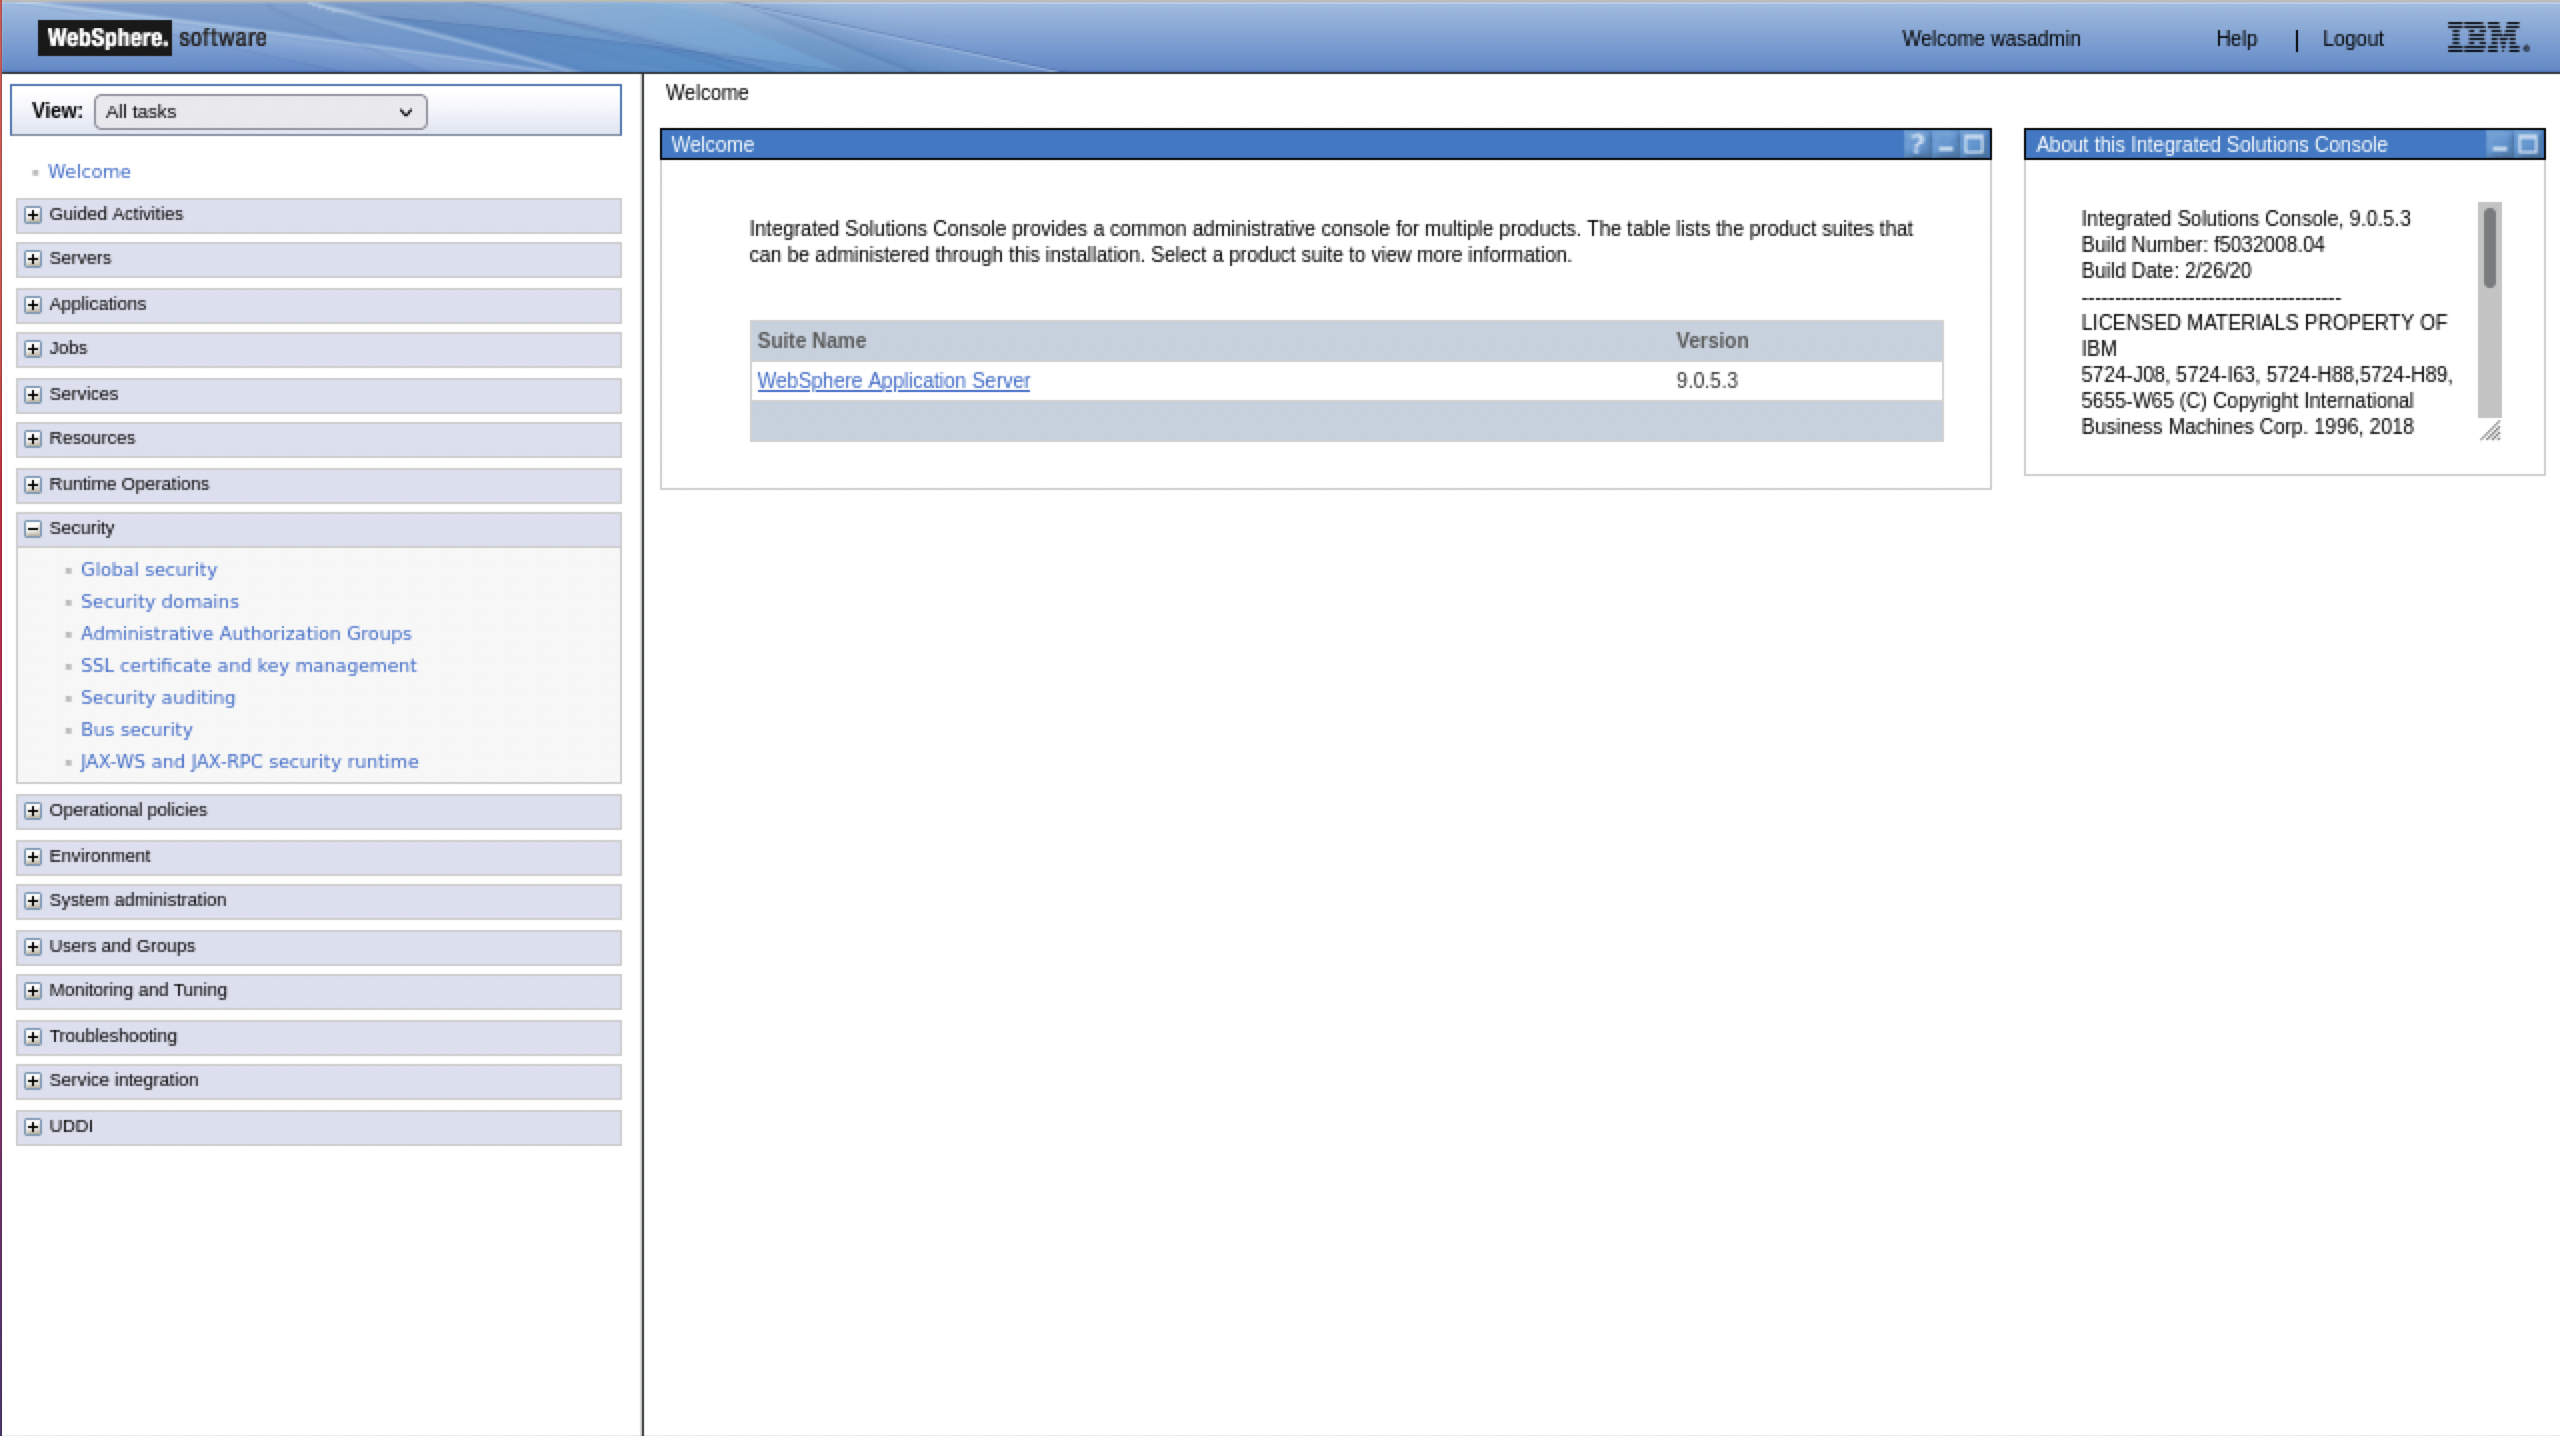 WebSphere. software
Welcome wasadmin
Help | Logout
IBM.
View: All tasks
Welcome
Guided Activities
Servers
Applications
Jobs
Services
Resources
Runtime Operations
Security
Global security
Security domains
Administrative Authorization Groups
SSL certificate and key management
Security auditing
Bus security
JAX-WS and JAX-RPC security runtime
Operational policies
Environment
System administration
Users and Groups
Monitoring and Tuning
Troubleshooting
Service integration
UDDI
Welcome
Welcome
?
Integrated Solutions Console provides a common administrative console for multiple products. The table lists the product suites that
can be administered through this installation. Select a product suite to view more information.
Suite Name Version
WebSphere Application Server 9.0.5.3
About this Integrated Solutions Console
Integrated Solutions Console, 9.0.5.3
Build Number: f5032008.04
Build Date: 2/26/20
---------------------------------------
LICENSED MATERIALS PROPERTY OF
IBM
5724-J08, 5724-I63, 5724-H88,5724-H89,
5655-W65 (C) Copyright International
Business Machines Corp. 1996, 2018